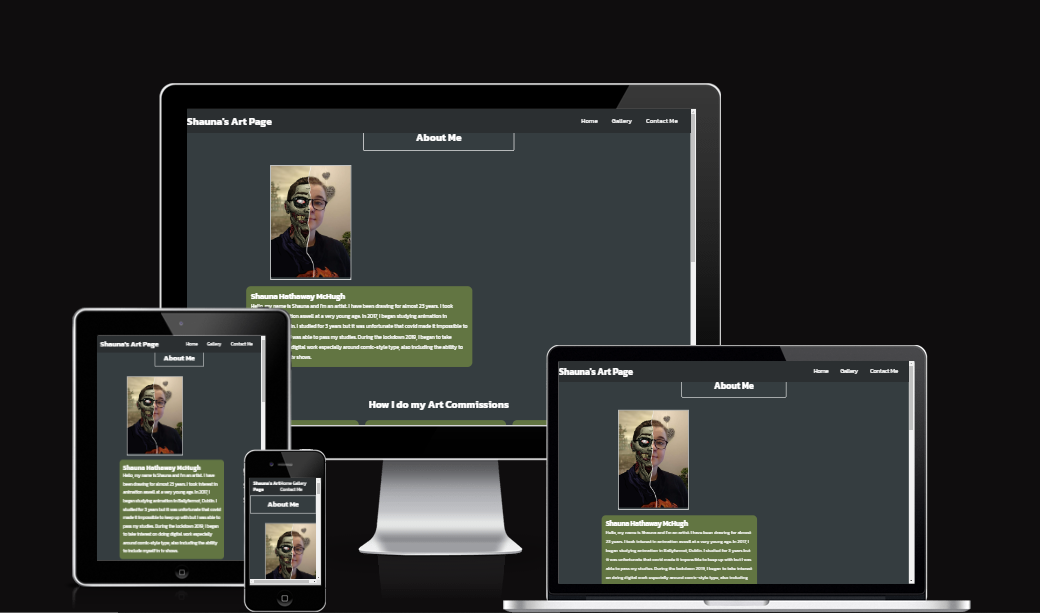 Shauna's Art Page
Home Gallery Contact Me
About Me
Shauna Hathaway McHugh
Hello, my name is Shauna and I'm an artist. I have been drawing for almost 23 years. I took
tion aswell at a very young age. In 2017, I began studying animation in
in. I studied for 3 years but it was unfortunate that covid made it impossible to
was able to pass my studies. During the lockdown 2019, I began to take
digital work especially around comic-style type, also including the ability to
tv shows.
How I do my Art Commissions
Shauna's Art Page
Home Gallery Contact Me
About Me
Shauna Hathaway McHugh
Hello, my name is Shauna and I'm an artist. I have
been drawing for almost 23 years. I took interest in
animation aswell at a very young age. In 2017, I
began studying animation in Ballyfermot, Dublin. I
studied for 3 years but it was unfortunate that covid
made it impossible to keep up with but I was able to
pass my studies. During the lockdown 2019, I began
to take interest on doing digital work especially
around comic-style type, also including the ability
to include myself in tv shows.
Shauna's Art
Page
Home Gallery
Contact Me
About Me
Shauna's Art Page
Home Gallery Contact Me
About Me
Shauna Hathaway McHugh
Hello, my name is Shauna and I'm an artist. I have been drawing for almost
23 years. I took interest in animation aswell at a very young age. In 2017, I
began studying animation in Ballyfermot, Dublin. I studied for 3 years but
it was unfortunate that covid made it impossible to keep up with but I was
able to pass my studies. During the lockdown 2019, I began to take interest
on doing digital work especially around comic-style type, also including